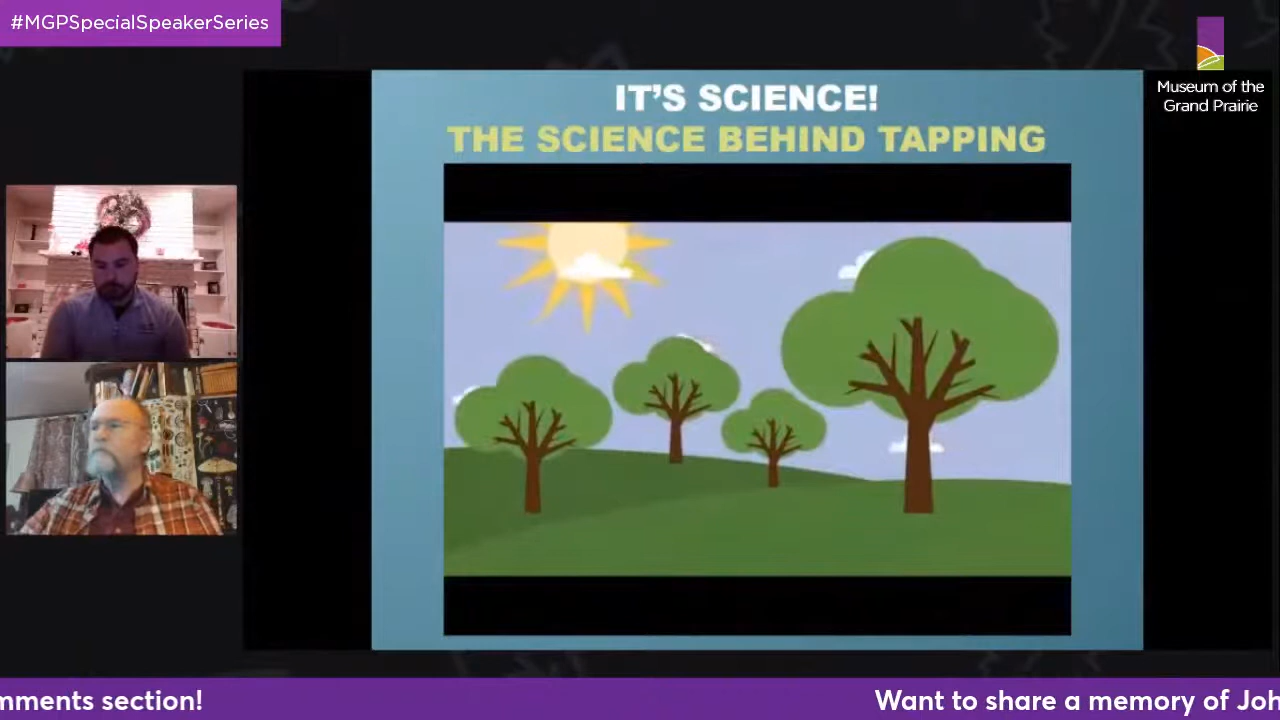 #MGPSpecialSpeakerSeries
Museum of the
Grand Prairie
IT'S SCIENCE!
THE SCIENCE BEHIND TAPPING
mments section!
Want to share a memory of Joh